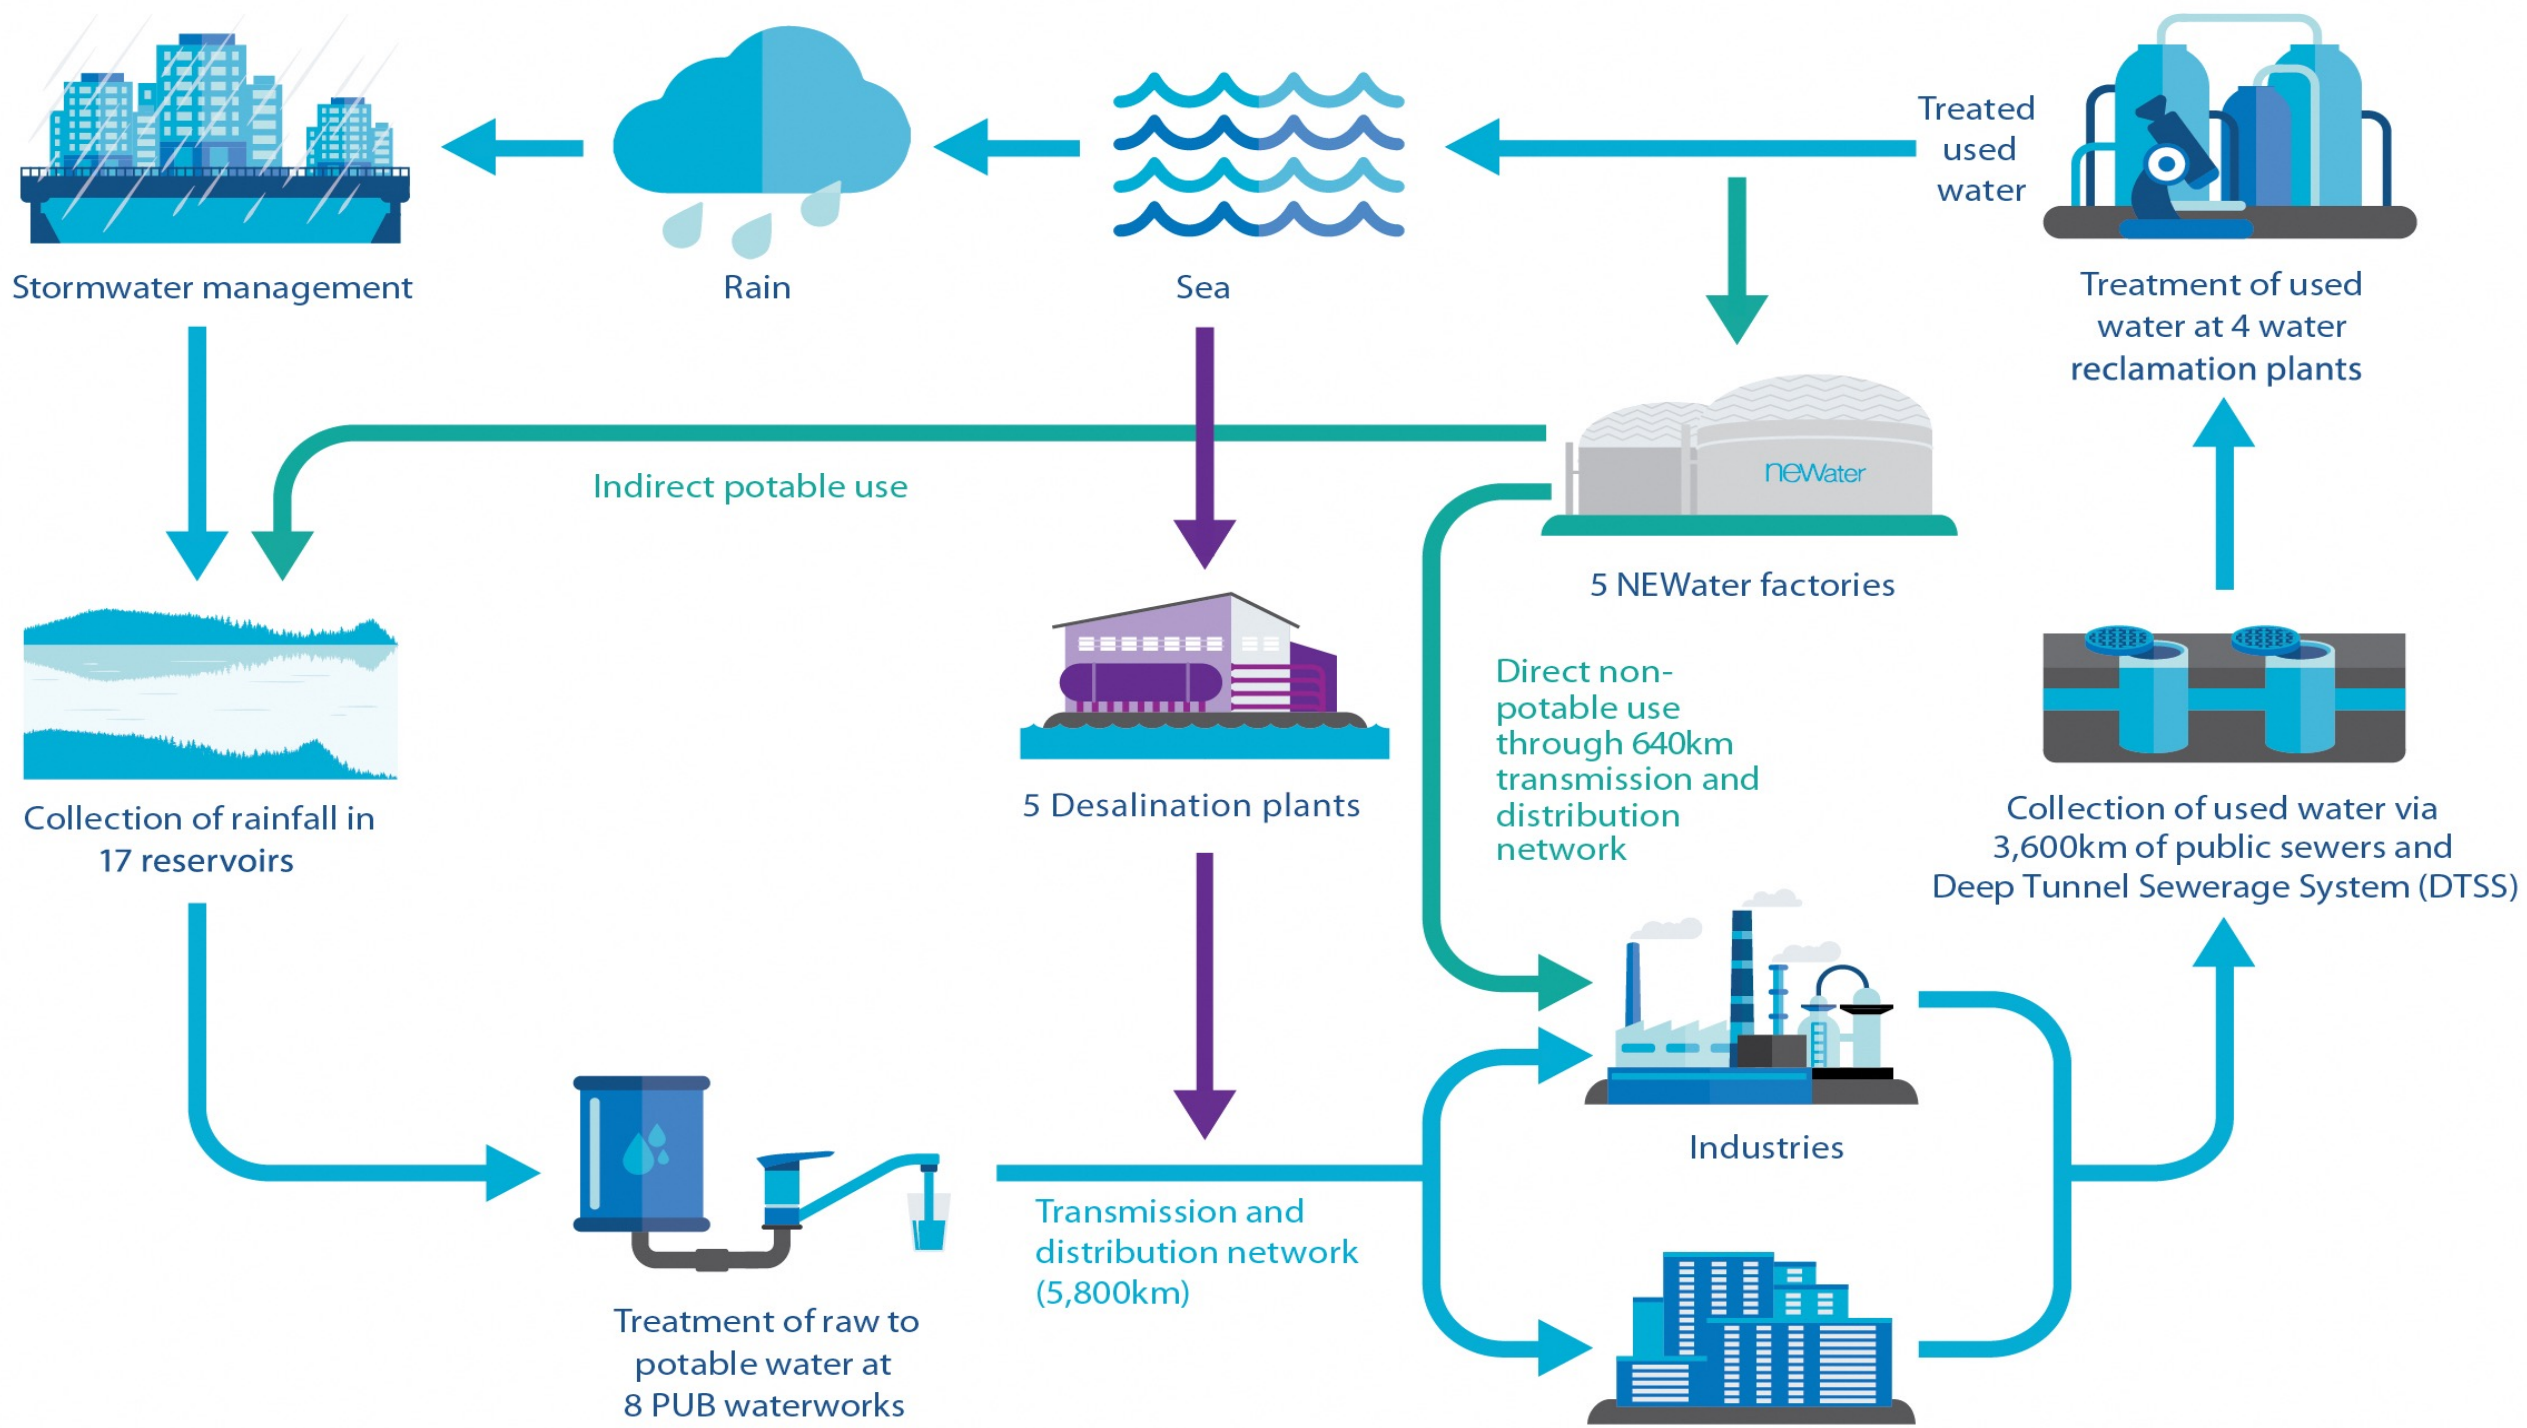 Treated
used
water
Stormwater management
Rain
Sea
Treatment of used
water at 4 water
reclamation plants
Indirect potable use
newater
5 NEWater factories
Direct non-
potable use
through 640km
transmission and
distribution
network
Collection of rainfall in
17 reservoirs
5 Desalination plants
Collection of used water via
3,600km of public sewers and
Deep Tunnel Sewerage System (DTSS)
Industries
Transmission and
distribution network
(5,800km)
Treatment of raw to
potable water at
8 PUB waterworks